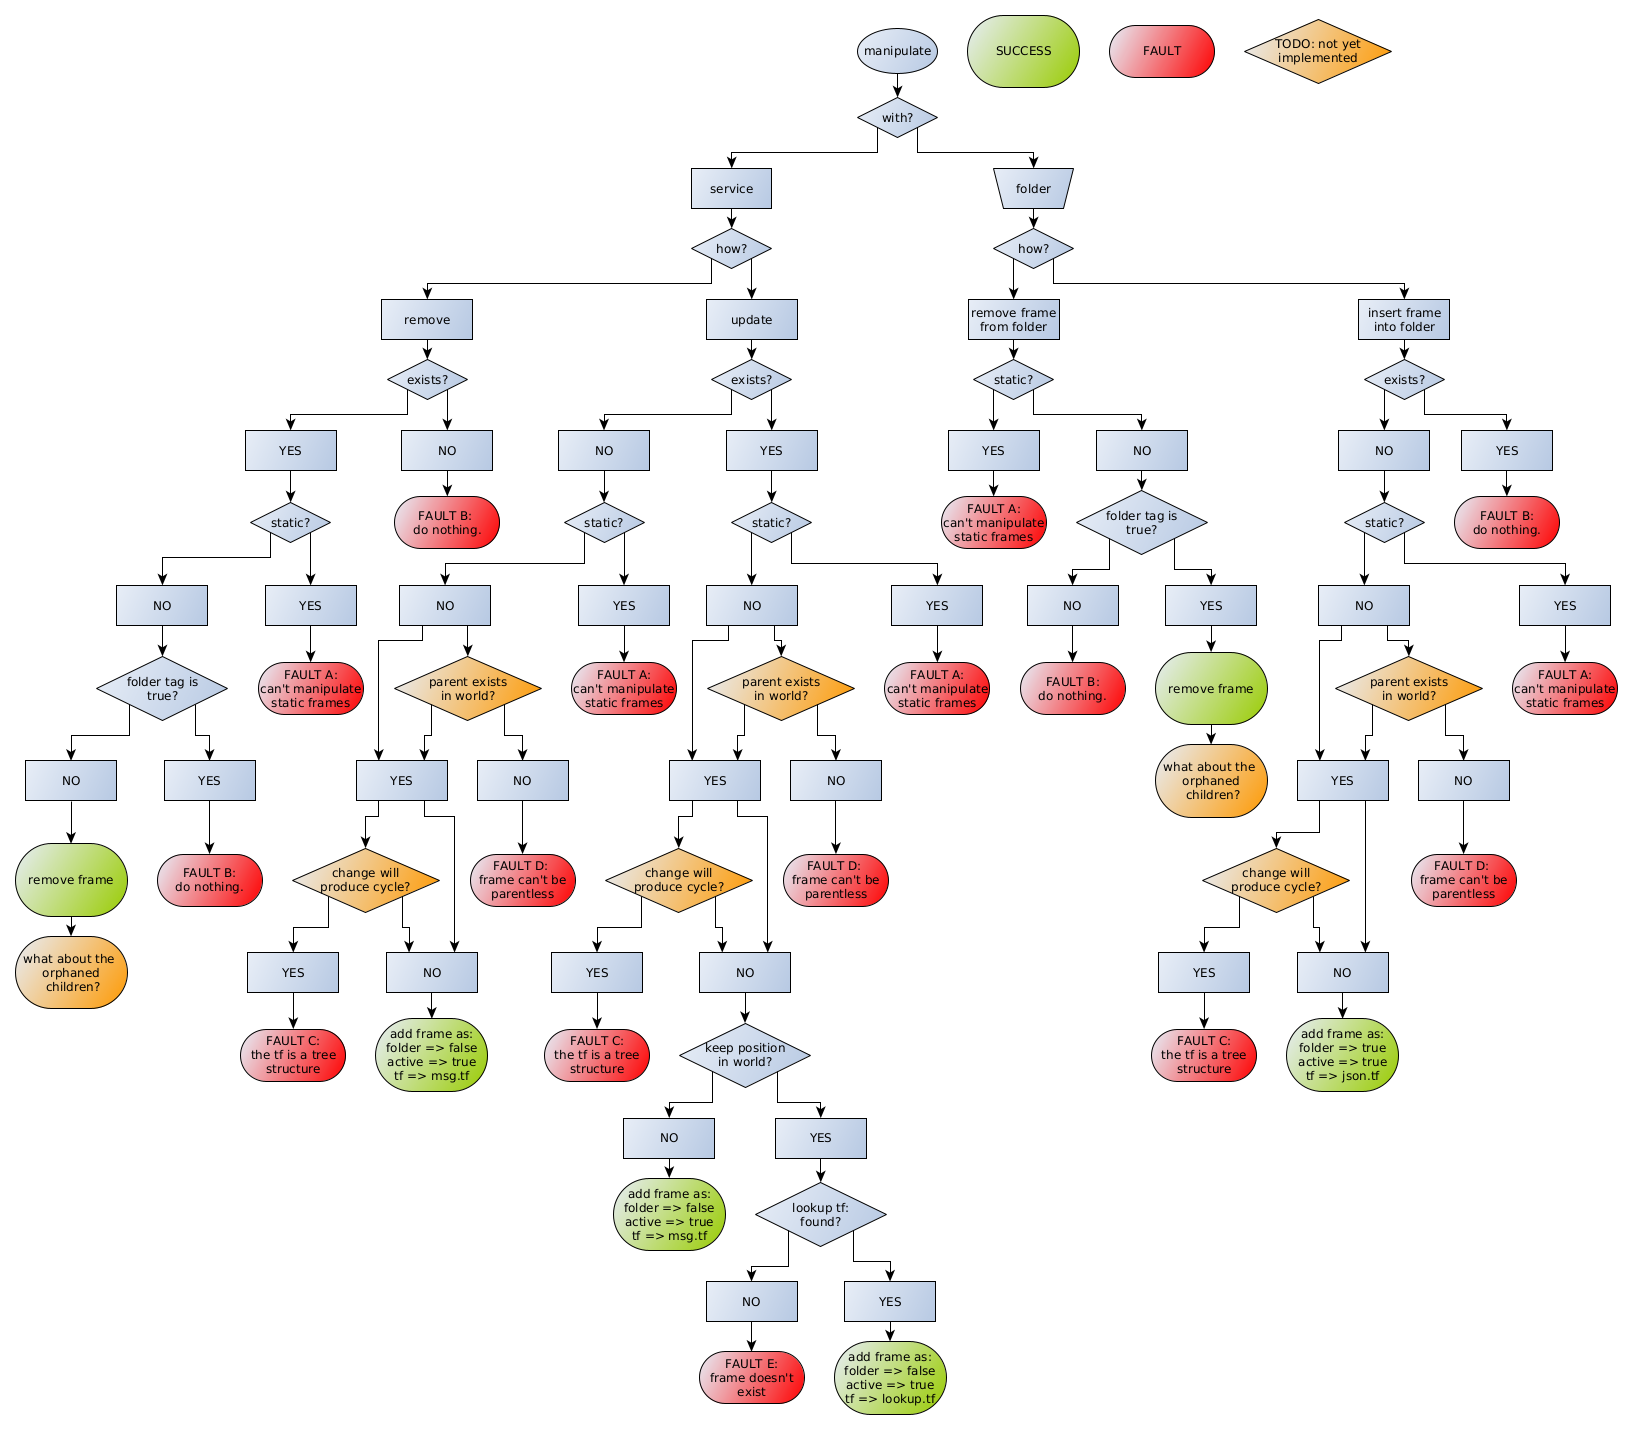 manipulate
SUCCESS
FAULT
TODO: not yet
implemented
with?
service
folder
how?
how?
remove
update
remove frame
from folder
insert frame
into folder
exists?
exists?
static?
exists?
YES
NO
NO
YES
YES
NO
NO
YES
static?
FAULT B:
do nothing.
static?
static?
FAULT A:
can't manipulate
static frames
folder tag is
true?
static?
FAULT B:
do nothing.
NO
YES
NO
YES
NO
YES
NO
YES
NO
YES
folder tag is
true?
FAULT A:
can't manipulate
static frames
parent exists
in world?
FAULT A:
can't manipulate
static frames
parent exists
in world?
FAULT A:
can't manipulate
static frames
FAULT B:
do nothing.
remove frame
parent exists
in world?
FAULT A:
can't manipulate
static frames
NO
YES
YES
NO
YES
NO
what about the
orphaned
children?
YES
NO
remove frame
FAULT B:
do nothing.
change will
produce cycle?
FAULT D:
frame can't be
parentless
change will
produce cycle?
FAULT D:
frame can't be
parentless
change will
produce cycle?
FAULT D:
frame can't be
parentless
what about the
orphaned
children?
YES
NO
YES
NO
YES
NO
FAULT C:
the tf is a tree
structure
add frame as:
folder => false
active => true
tf => msg.tf
FAULT C:
the tf is a tree
structure
keep position
in world?
FAULT C:
the tf is a tree
structure
add frame as:
folder => true
active => true
tf => json.tf
NO
YES
add frame as:
folder => false
active => true
tf => msg.tf
lookup tf:
found?
NO
YES
FAULT E:
frame doesn't
exist
add frame as:
folder => false
active => true
tf => lookup.tf